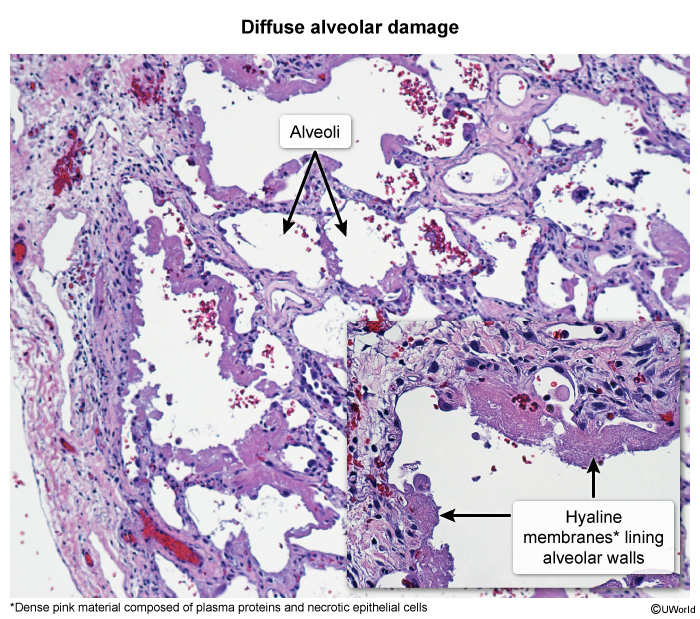 Diffuse alveolar damage
Alveoli
Hyaline
membranes* lining
alveolar walls
*Dense pink material composed of plasma proteins and necrotic epithelial cells
©UWorld